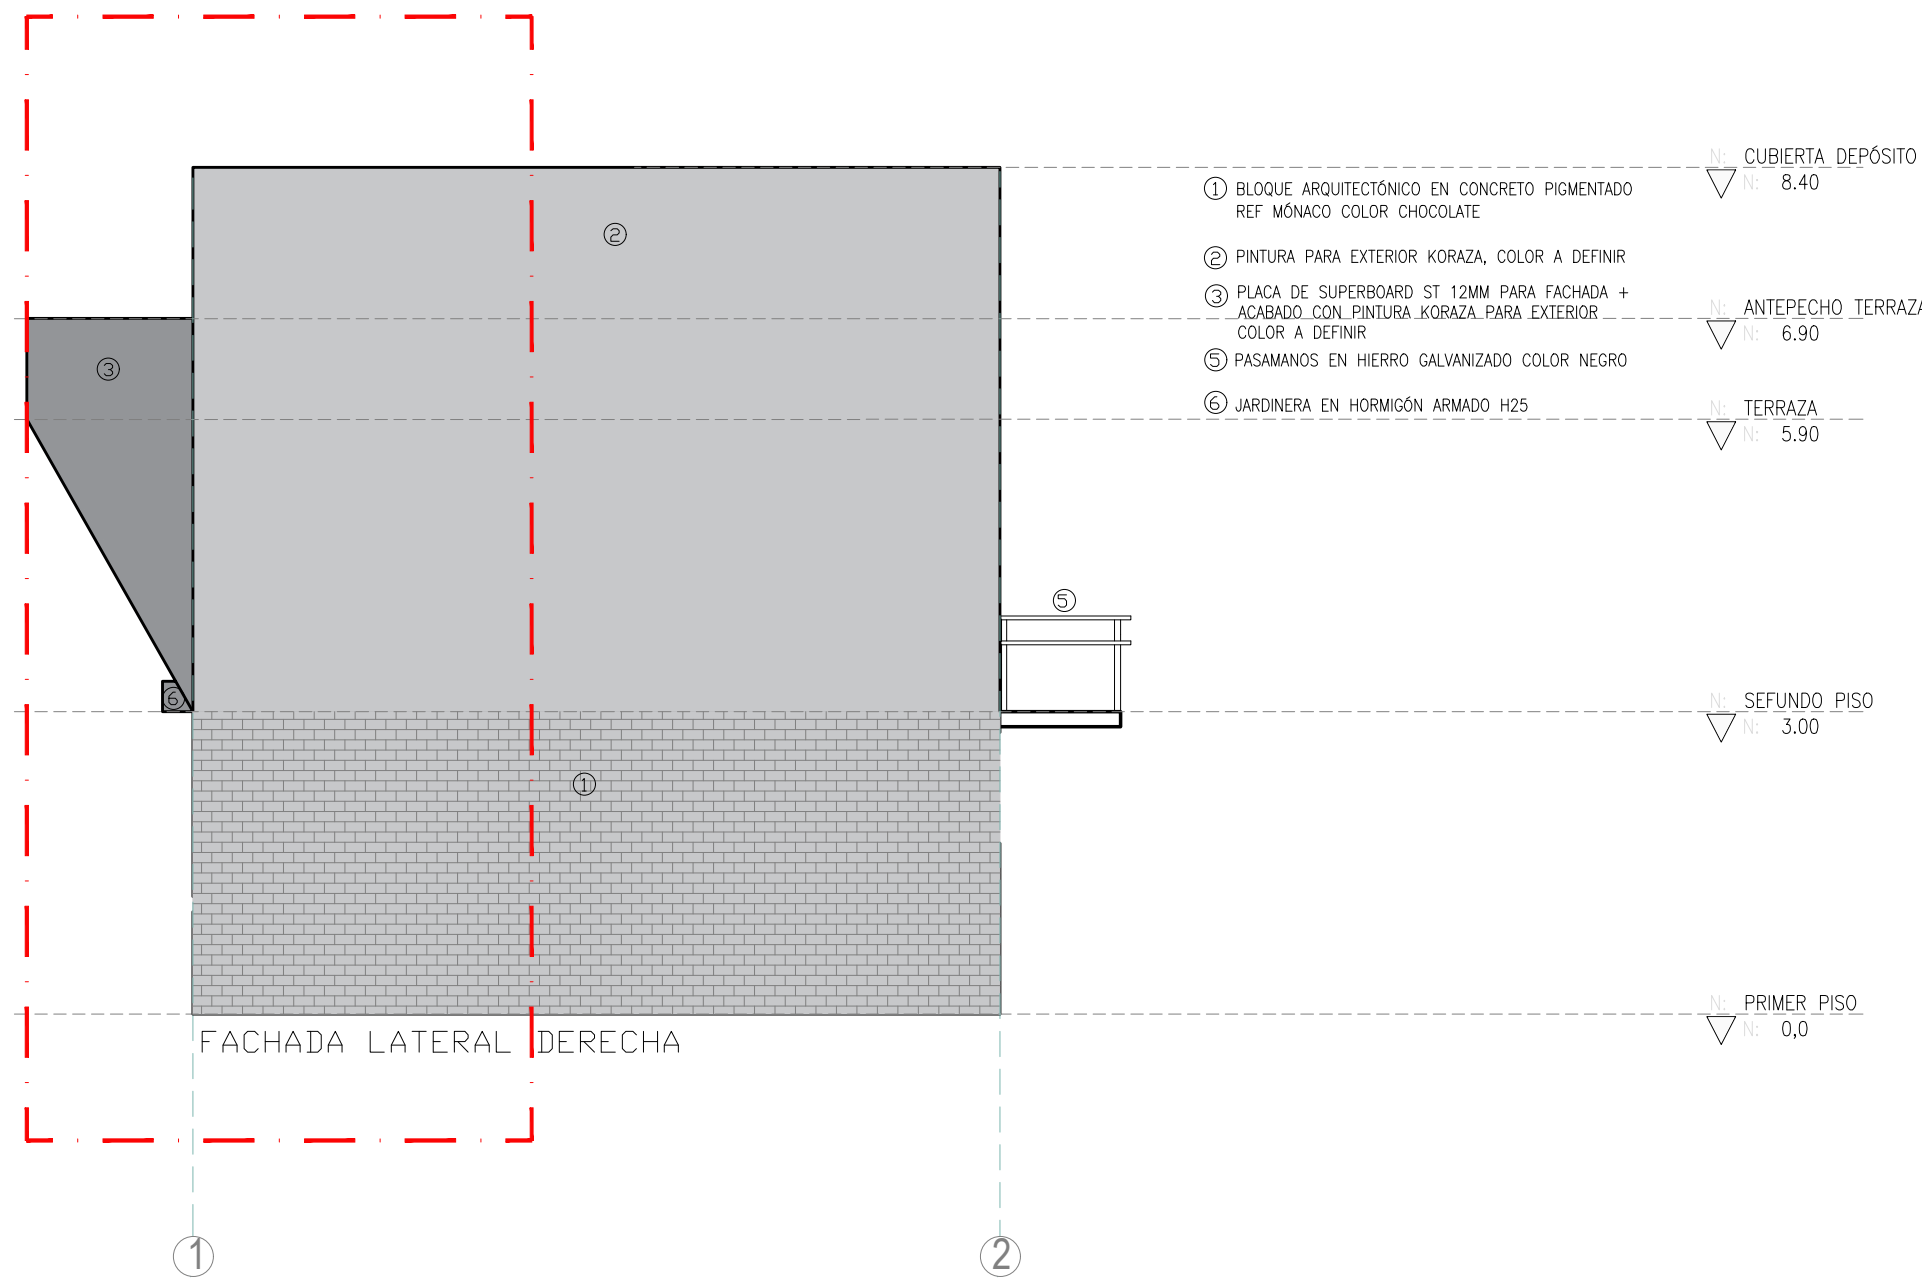 N: CUBIERTA DEPÓSITO
N: 8.40
① BLOQUE ARQUITECTÓNICO EN CONCRETO PIGMENTADO
REF MÓNACO COLOR CHOCOLATE
②
② PINTURA PARA EXTERIOR KORAZA, COLOR A DEFINIR
③ PLACA DE SUPERBOARD ST 12MM PARA FACHADA +
ACABADO CON PINTURA KORAZA PARA EXTERIOR
COLOR A DEFINIR
N: ANTEPECHO TERRAZA
N: 6.90
③
⑤ PASAMANOS EN HIERRO GALVANIZADO COLOR NEGRO
⑥ JARDINERA EN HORMIGÓN ARMADO H25
N: TERRAZA
N: 5.90
⑤
⑥
N: SEFUNDO PISO
N: 3.00
①
N: PRIMER PISO
N: 0,0
FACHADA LATERAL DERECHA
1
2